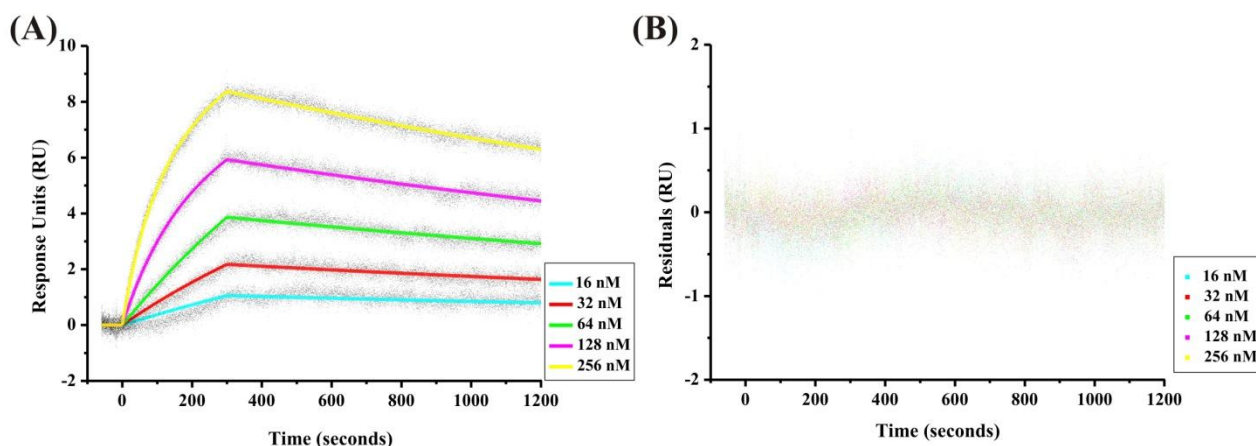 (A)
Response Units (RU)
10
8
6
4
2
0
-2
0 200 400 600 800 1000 1200
Time (seconds)
16 nM
32 nM
64 nM
128 nM
256 nM
(B)
Residuals (RU)
2
1
0
-1
-2
0 200 400 600 800 1000 1200
Time (seconds)
16 nM
32 nM
64 nM
128 nM
256 nM